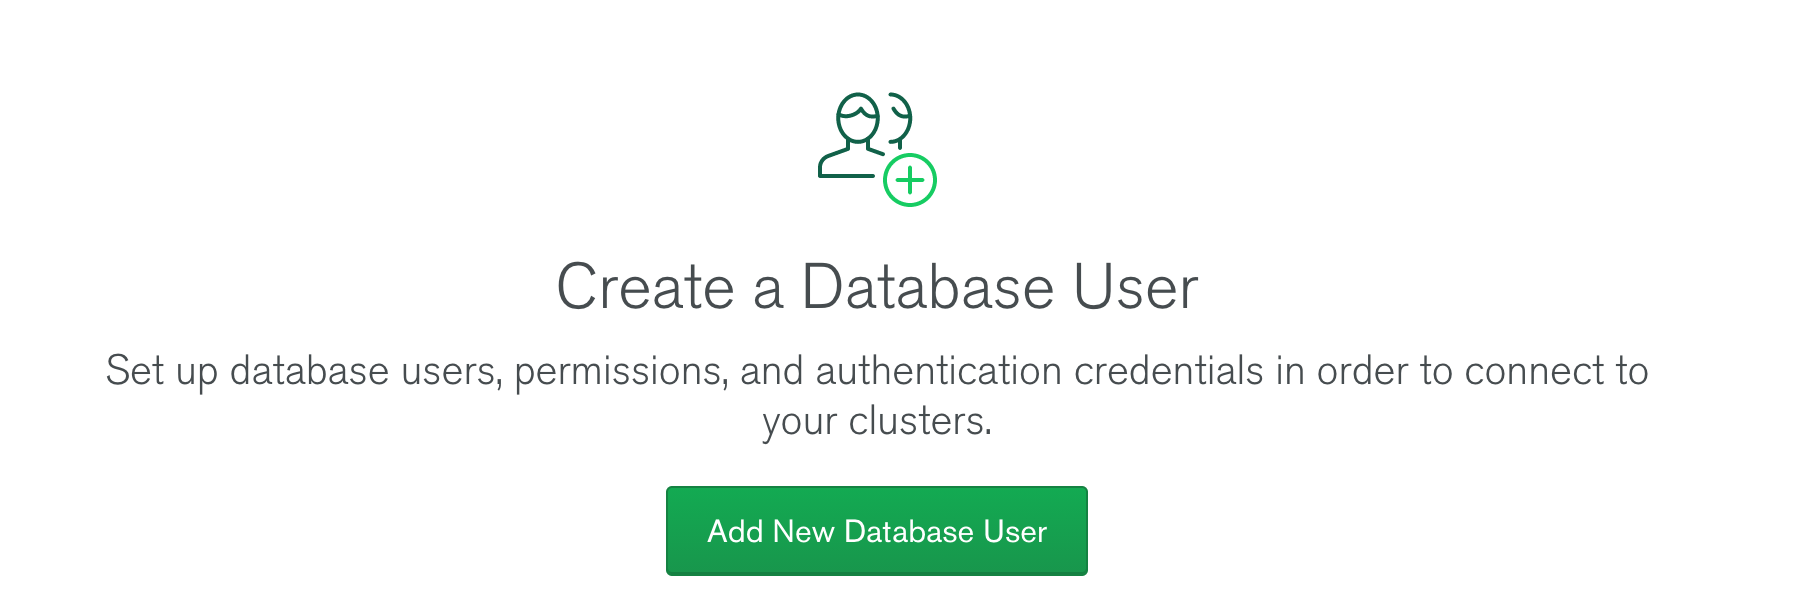 Create a Database User
Set up database users, permissions, and authentication credentials in order to connect to
your clusters.
Add New Database User